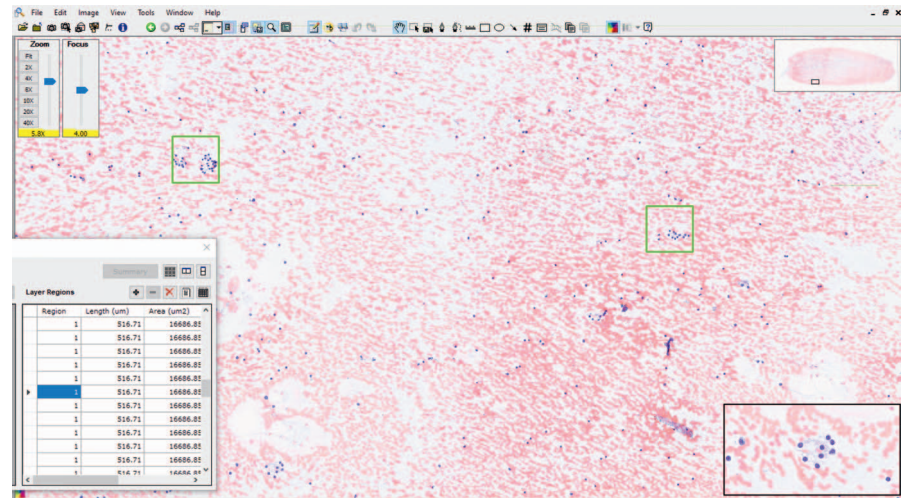 File Edit Image View Tools Window Help
Zoom Focus
Fit
2X
4X
8X
10X
20X
40X
5.8X 4.00
Summary
Layer Regions
Region Length (um) Area (um2)
1 516.71 16686.85
1 516.71 16686.85
1 516.71 16686.85
1 516.71 16686.85
1 516.71 16686.85
1 516.71 16686.85
1 516.71 16686.85
1 516.71 16686.85
1 516.71 16686.85
1 516.71 16686.85
1 516.71 16686.85
1 516.71